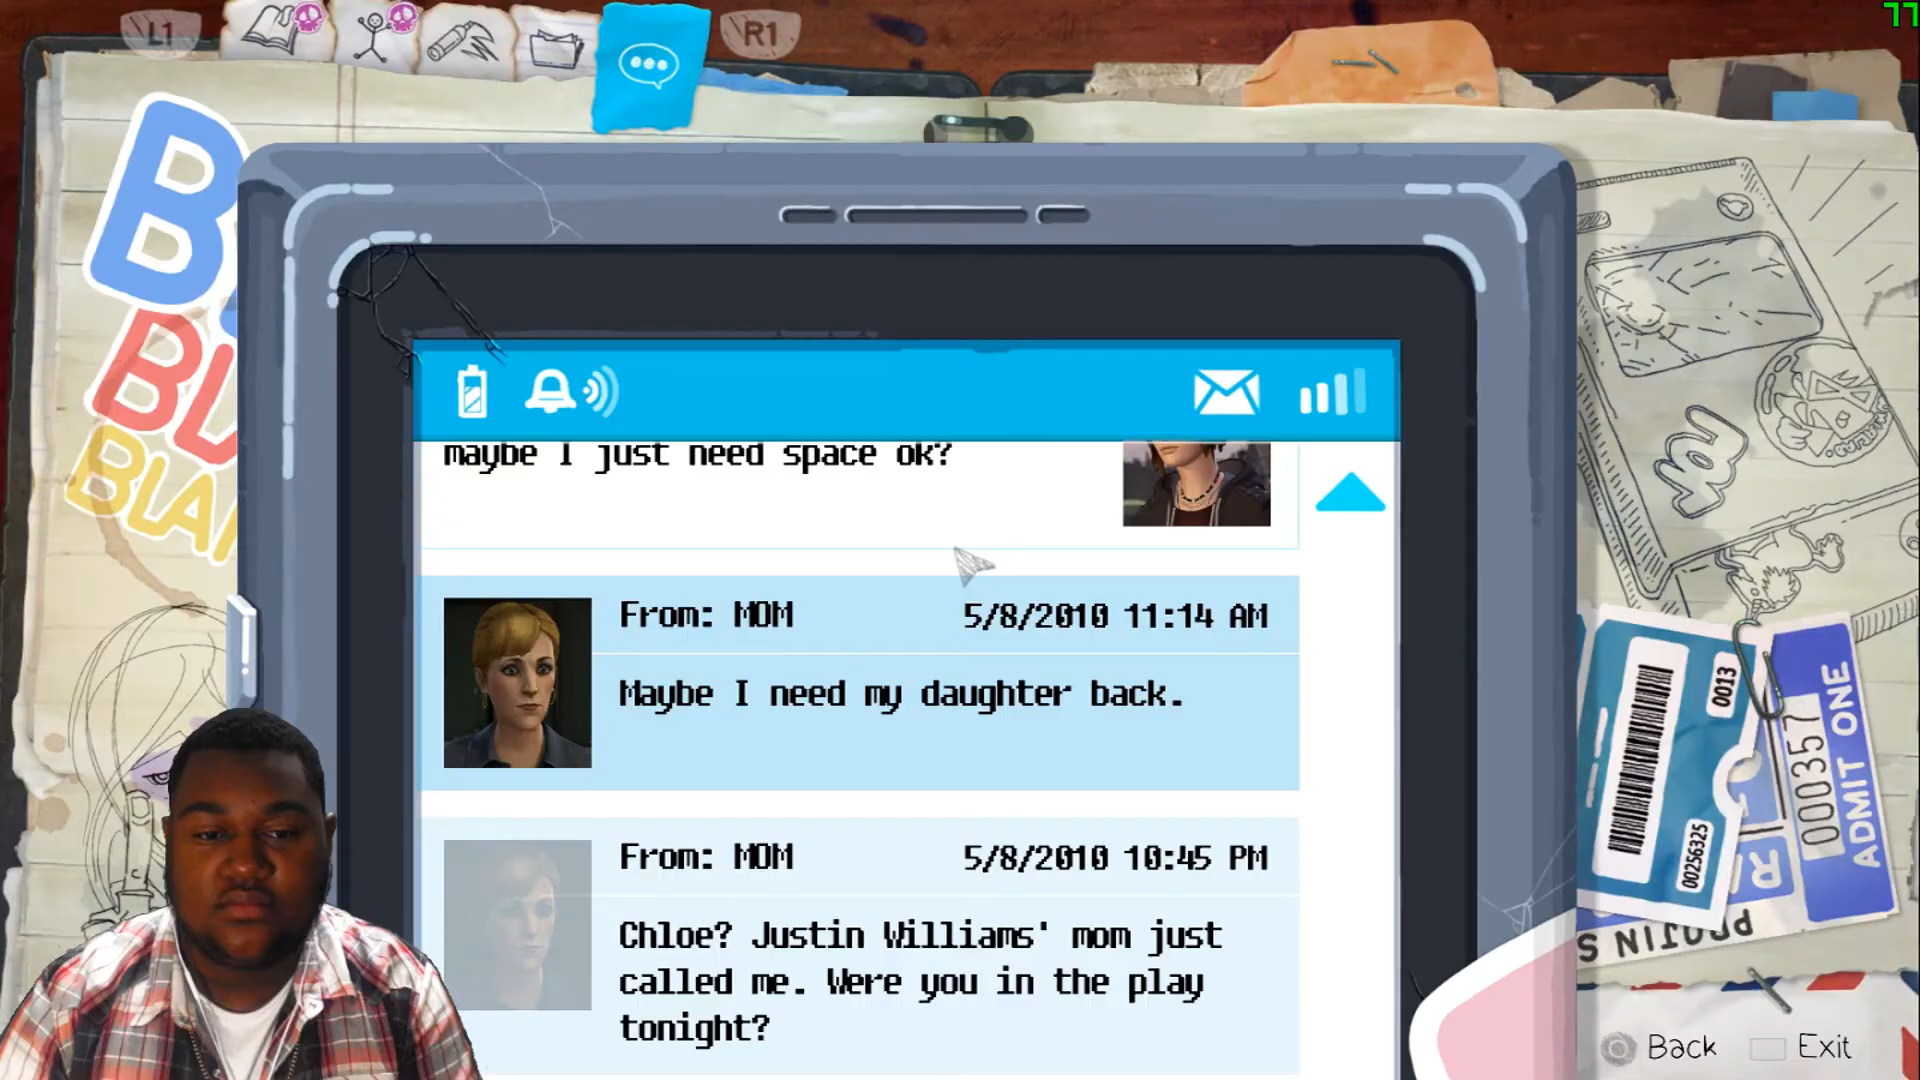 77
L1
R1
BLA
BLA
maybe I just need space ok?
From: MOM
5/8/2010 11:14 AM
Maybe I need my daughter back.
From: MOM
5/8/2010 10:45 PM
Chloe? Justin Williams' mom just
called me. Were you in the play
tonight?
0013
00256325
000357
ADMIT ONE
Back
Exit